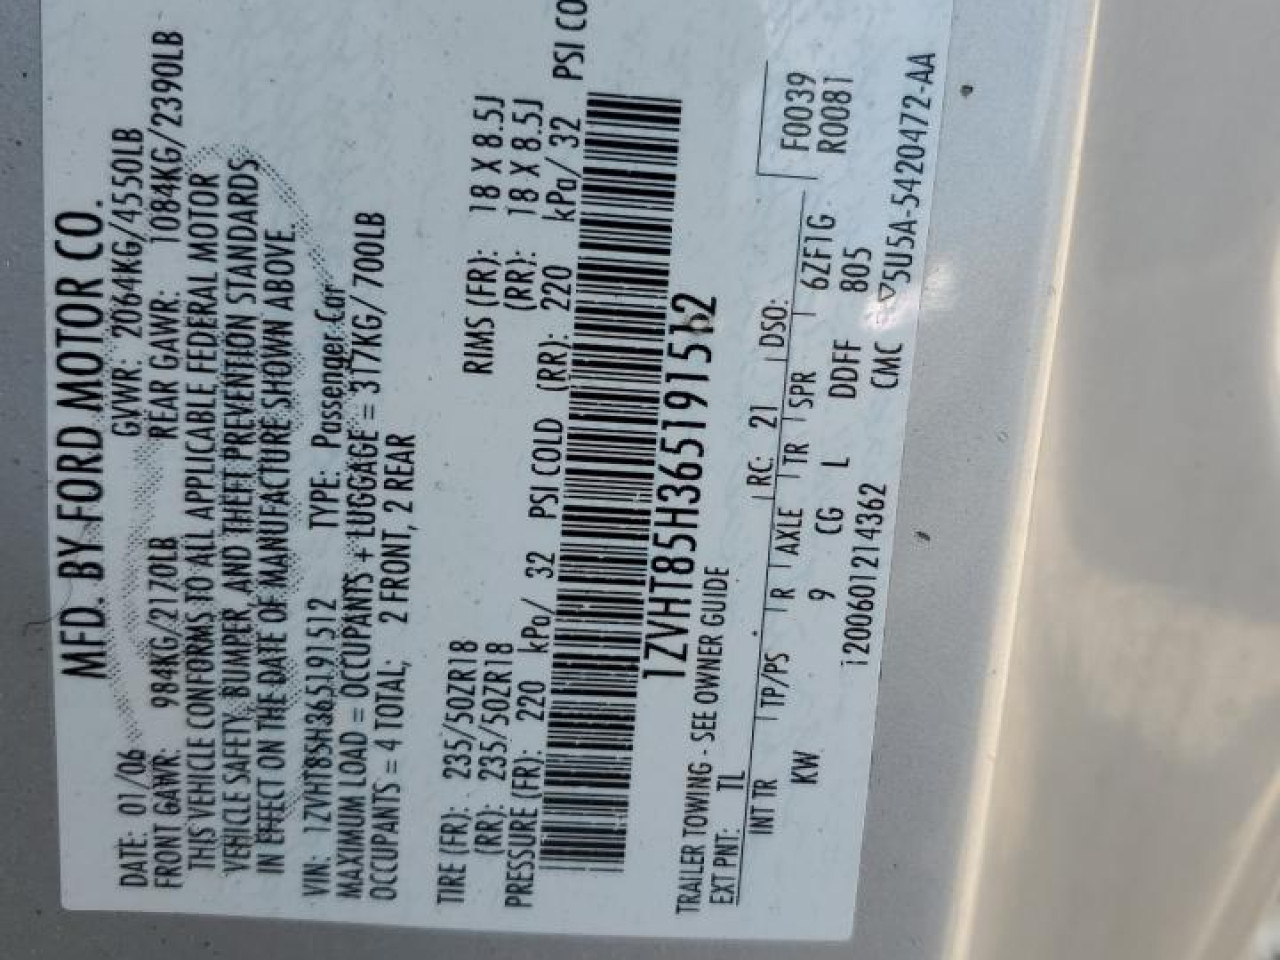 MFD. BY FORD MOTOR CO.
DATE: 01/06 GVWR: 2064KG/4550LB
FRONT GAWR: 984KG/2170LB REAR GAWR: 1084KG/2390LB
THIS VEHICLE CONFORMS TO ALL APPLICABLE FEDERAL MOTOR
VEHICLE SAFETY, BUMPER, AND THEFT PREVENTION STANDARDS
IN EFFECT ON THE DATE OF MANUFACTURE SHOWN ABOVE.
VIN: 1ZVHT85H365191512 TYPE: Passenger Car
MAXIMUM LOAD = OCCUPANTS + LUGGAGE = 317KG/700LB
OCCUPANTS = 4 TOTAL; 2 FRONT, 2 REAR
TIRE (FR): 235/50ZR18 RIMS (FR): 18 X 8.5J
(RR): 235/50ZR18 (RR): 18 X 8.5J
PRESSURE (FR): 220 kPa/ 32 PSI COLD (RR): 220 kPa/ 32 PSI CO
1ZVHT85H365191512
TRAILER TOWING - SEE OWNER GUIDE
EXT PNT: TL RC: 21 DSO: F0039
R0081
INT TR TP/PS R AXLE TR SPR 6ZF1G
KW 9 CG L DDFF 805
1200601214362 CMC ▽5U5A-5420472-AA